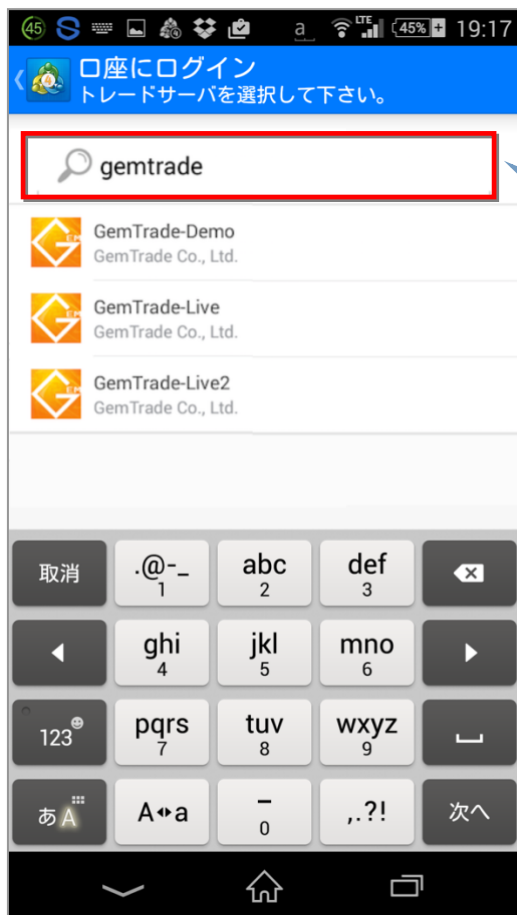 45 S a LTE 45% 19:17
口座にログイン
トレードサーバを選択して下さい。
gemtrade
GemTrade-Demo
GemTrade Co., Ltd.
GemTrade-Live
GemTrade Co., Ltd.
GemTrade-Live2
GemTrade Co., Ltd.
取消 .@-_ abc def
1 2 3
ghi jkl mno
4 5 6
123 pqrs tuv wxyz
7 8 9
あA A a – ,.?! 次へ
0